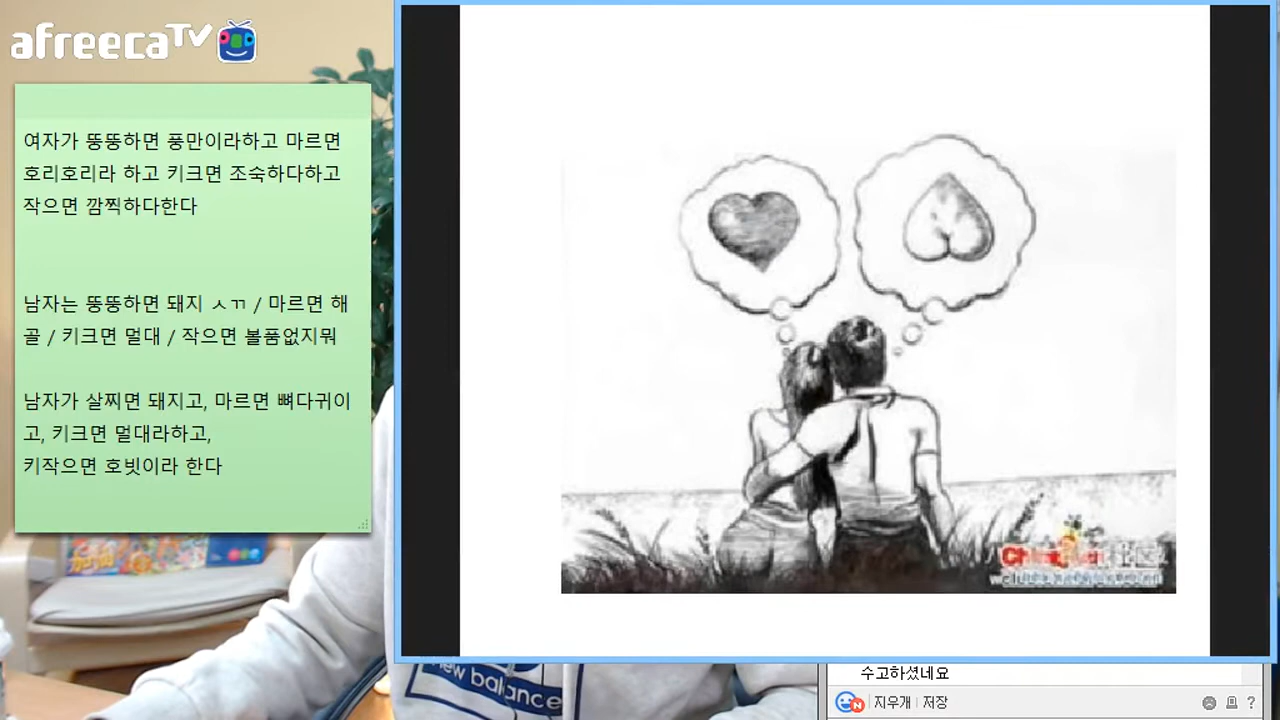 afreecaTV
여자가 뚱뚱하면 풍만이라하고 마르면
호리호리라 하고 키크면 조숙하다하고
작으면 깜찍하다한다
남자는 뚱뚱하면 돼지 ㅅㄲ / 마르면 해
골 / 키크면 멀대 / 작으면 볼품없지뭐
남자가 살찌면 돼지고, 마르면 뼈다귀이
고, 키크면 멀대라하고,
키작으면 호빗이라 한다
new balance
수고하셨네요
N 지우개 저장 ?